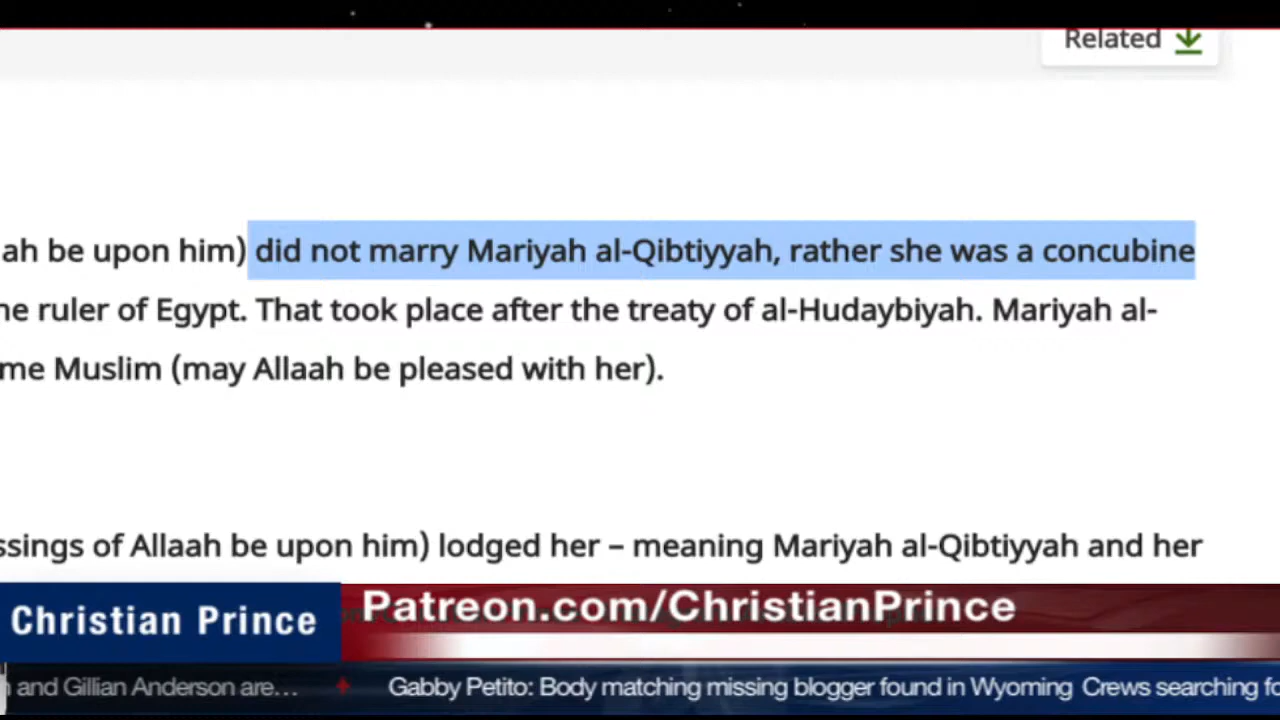 Related
ah be upon him) did not marry Mariyah al-Qibtiyyah, rather she was a concubine
ruler of Egypt. That took place after the treaty of al-Hudaybiyah. Mariyah al-
me Muslim (may Allaah be pleased with her).
ssings of Allaah be upon him) lodged her – meaning Mariyah al-Qibtiyyah and her
Christian Prince
Patreon.com/ChristianPrince
and Gillian Anderson are... Gabby Petito: Body matching missing blogger found in Wyoming Crews searching fo